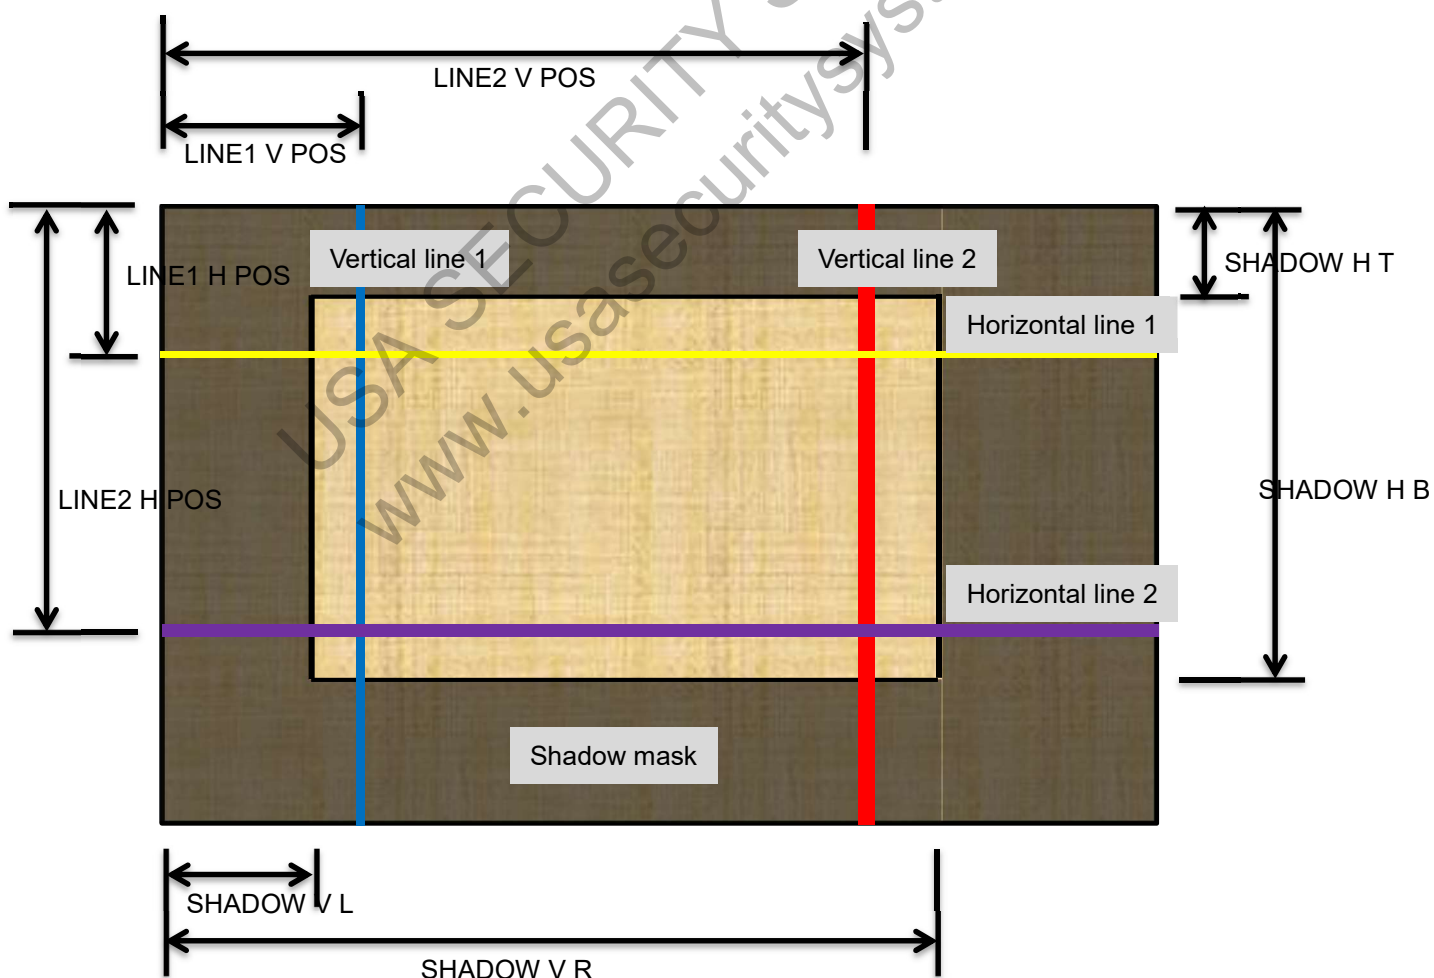 LINE2 V POS
LINE1 V POS
Vertical line 1
Vertical line 2
LINE1 H POS
SHADOW H T
Horizontal line 1
LINE2 H POS
SHADOW H B
Horizontal line 2
Shadow mask
SHADOW V L
SHADOW V R
USA SECURITY
www.usasecuritysys